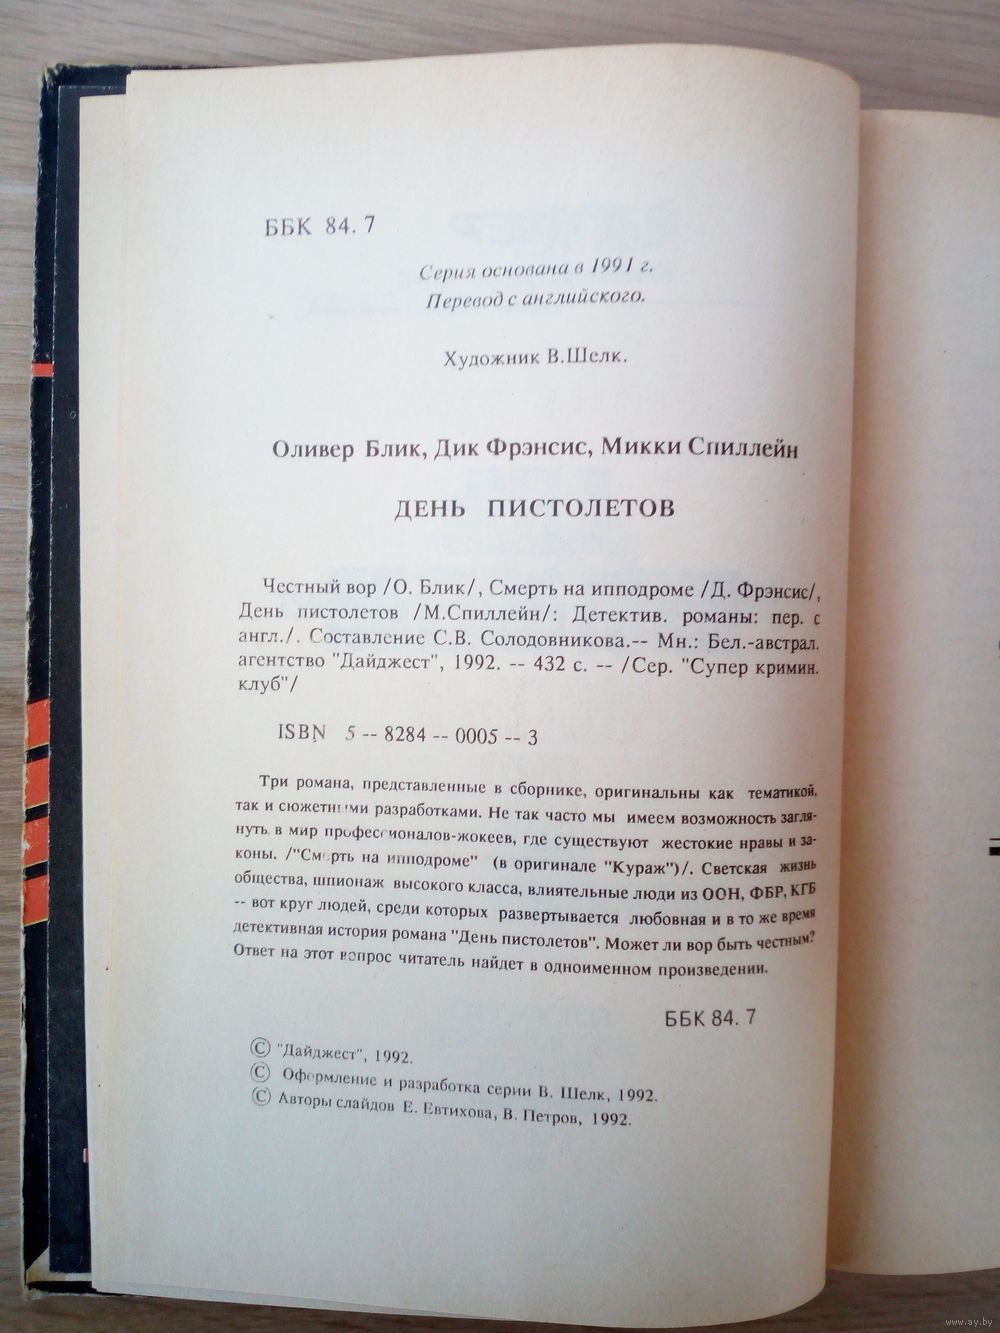 ББК 84. 7
Серия основана в 1991 г.
Перевод с английского.
Художник В.Шелк.
Оливер Блик, Дик Фрэнсис, Микки Спиллейн
ДЕНЬ ПИСТОЛЕТОВ
Честный вор /О. Блик/, Смерть на ипподроме /Д. Фрэнсис/,
День пистолетов /М.Спиллейн/: Детектив. романы: пер. с
англ./. Составление С.В. Солодовникова.-- Мн.: Бел.-австрал.
агентство "Дайджест", 1992. -- 432 с. -- /Сер. "Супер кримин.
клуб"/
ISBN 5 -- 8284 -- 0005 -- 3
Три романа, представленные в сборнике, оригинальны как тематикой,
так и сюжетными разработками. Не так часто мы имеем возможность загля-
нуть в мир профессионалов-жокеев, где существуют жестокие нравы и за-
коны. /"Смерть на ипподроме" (в оригинале "Кураж")/. Светская жизнь
общества, шпионаж высокого класса, влиятельные люди из ООН, ФБР, КГБ
-- вот круг людей, среди которых развертывается любовная и в то же время
детективная история романа "День пистолетов". Может ли вор быть честным?
Ответ на этот вопрос читатель найдет в одноименном произведении.
ББК 84. 7
© "Дайджест", 1992.
© Оформление и разработка серии В. Шелк, 1992.
© Авторы слайдов Е. Евтихова, В. Петров, 1992.
www.ay.by